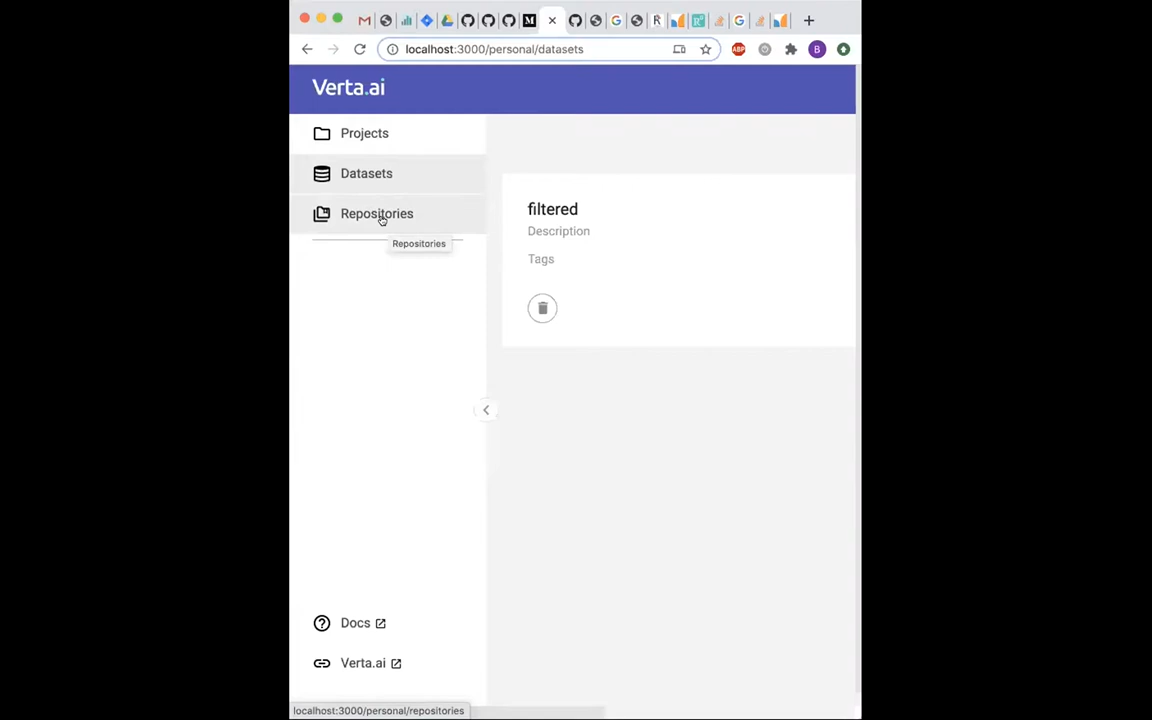 localhost:3000/personal/datasets
Verta.ai
Projects
Datasets
Repositories
Repositories
filtered
Description
Tags
Docs
Verta.ai
localhost:3000/personal/repositories